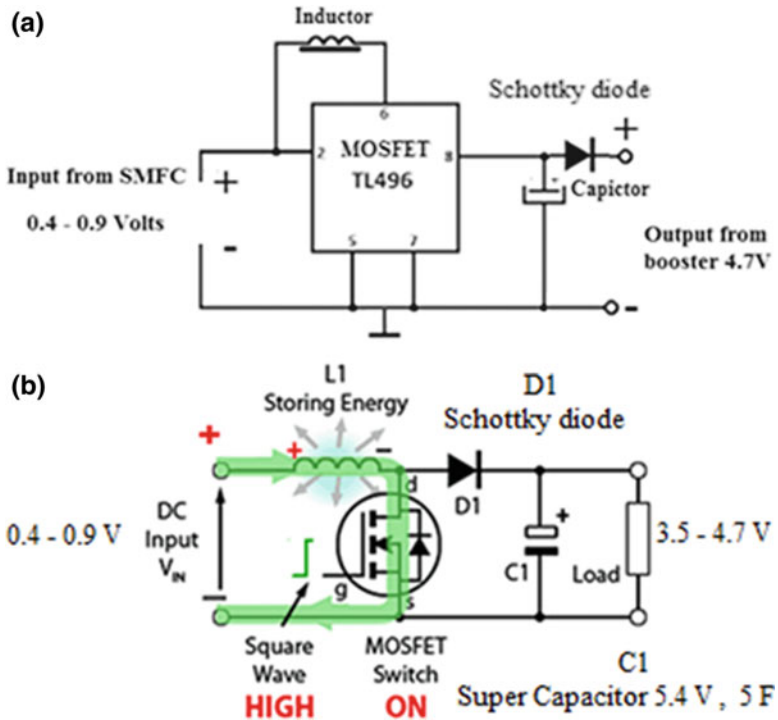 (a)
Inductor
Schottky diode
6
+
2 MOSFET 8
TL496
Input from SMFC
+
Capictor
0.4 - 0.9 Volts
-
5 7
Output from
booster 4.7V
-
(b)
L1
Storing Energy
D1
Schottky diode
+
+ -
d
D1
DC
Input
VIN
0.4 - 0.9 V
+
3.5 - 4.7 V
C1
Load
g
s
-
Square
Wave
HIGH
MOSFET
Switch
ON
C1
Super Capacitor 5.4 V , 5 F